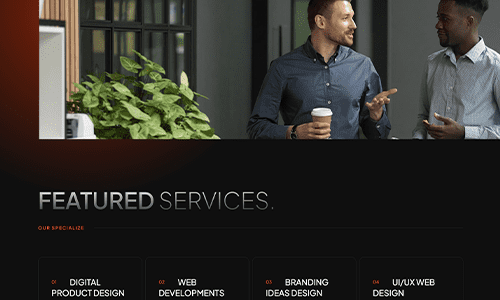 FEATURED SERVICES.
OUR SPECIALIZE
01 DIGITAL
PRODUCT DESIGN
02 WEB
DEVELOPMENTS
03 BRANDING
IDEAS DESIGN
04 UI/UX WEB
DESIGN